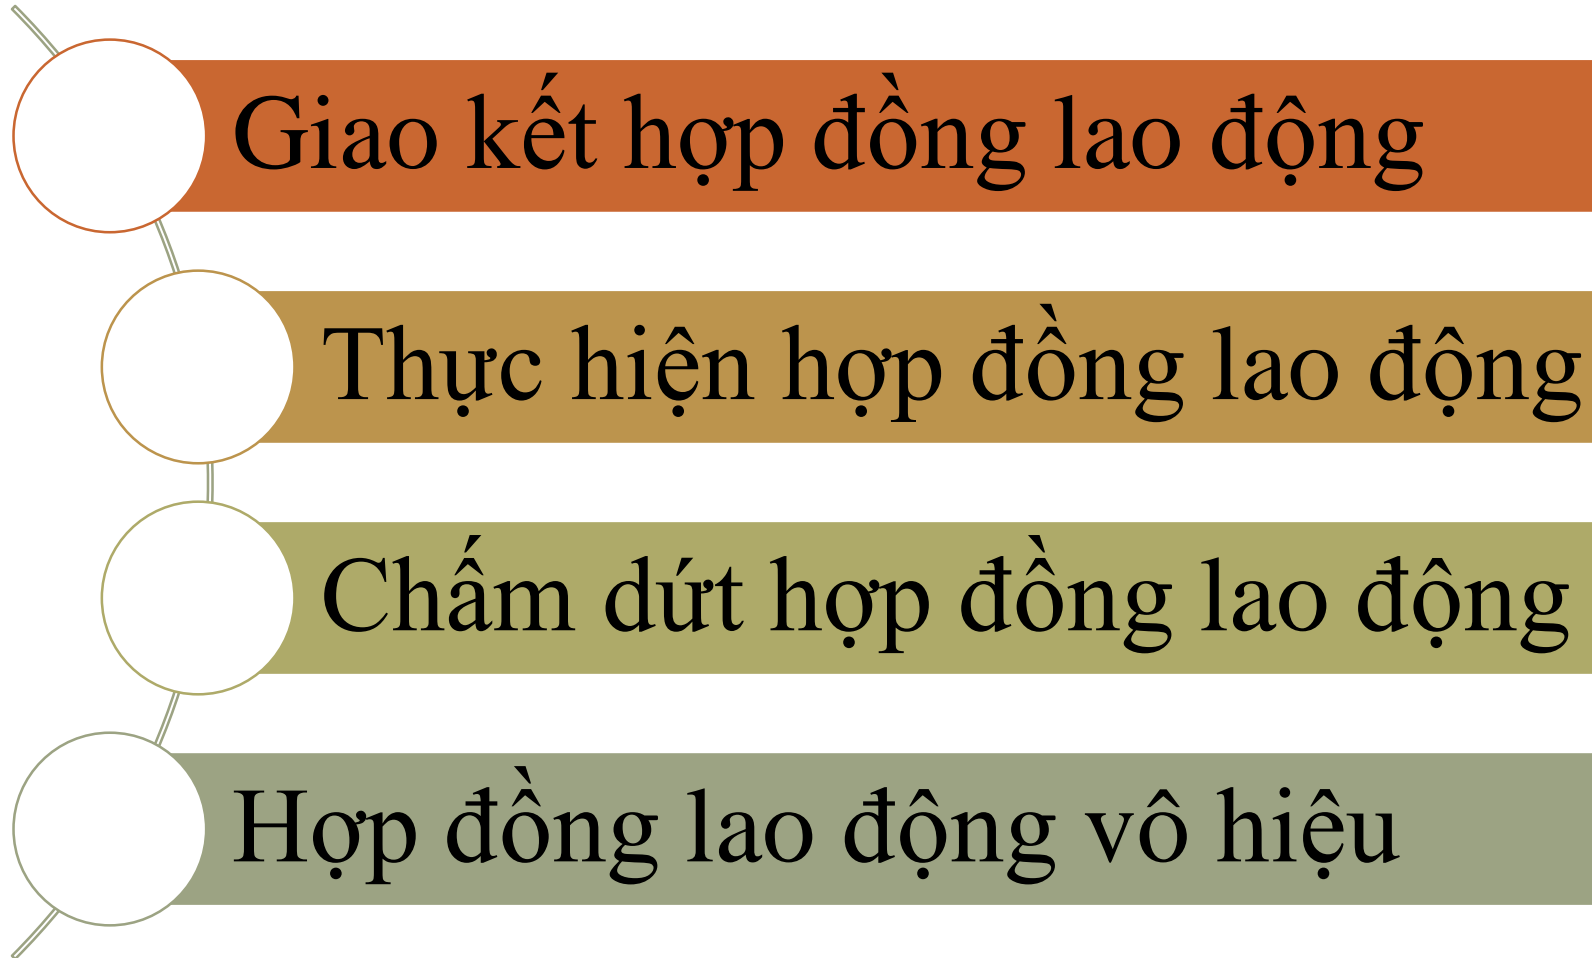 Giao kết hợp đồng lao động
Thực hiện hợp đồng lao động
Chấm dứt hợp đồng lao động
Hợp đồng lao động vô hiệu